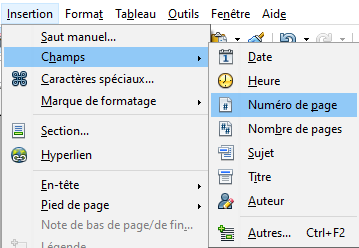 Insertion Format Tableau Outils Fenêtre Aide
Saut manuel...
Champs
Caractères spéciaux...
Marque de formatage
Section...
Hyperlien
En-tête
Pied de page
Note de bas de page/de fin...
Légende
Date
Heure
Numéro de page
Nombre de pages
Sujet
Titre
Auteur
Autres... Ctrl+F2